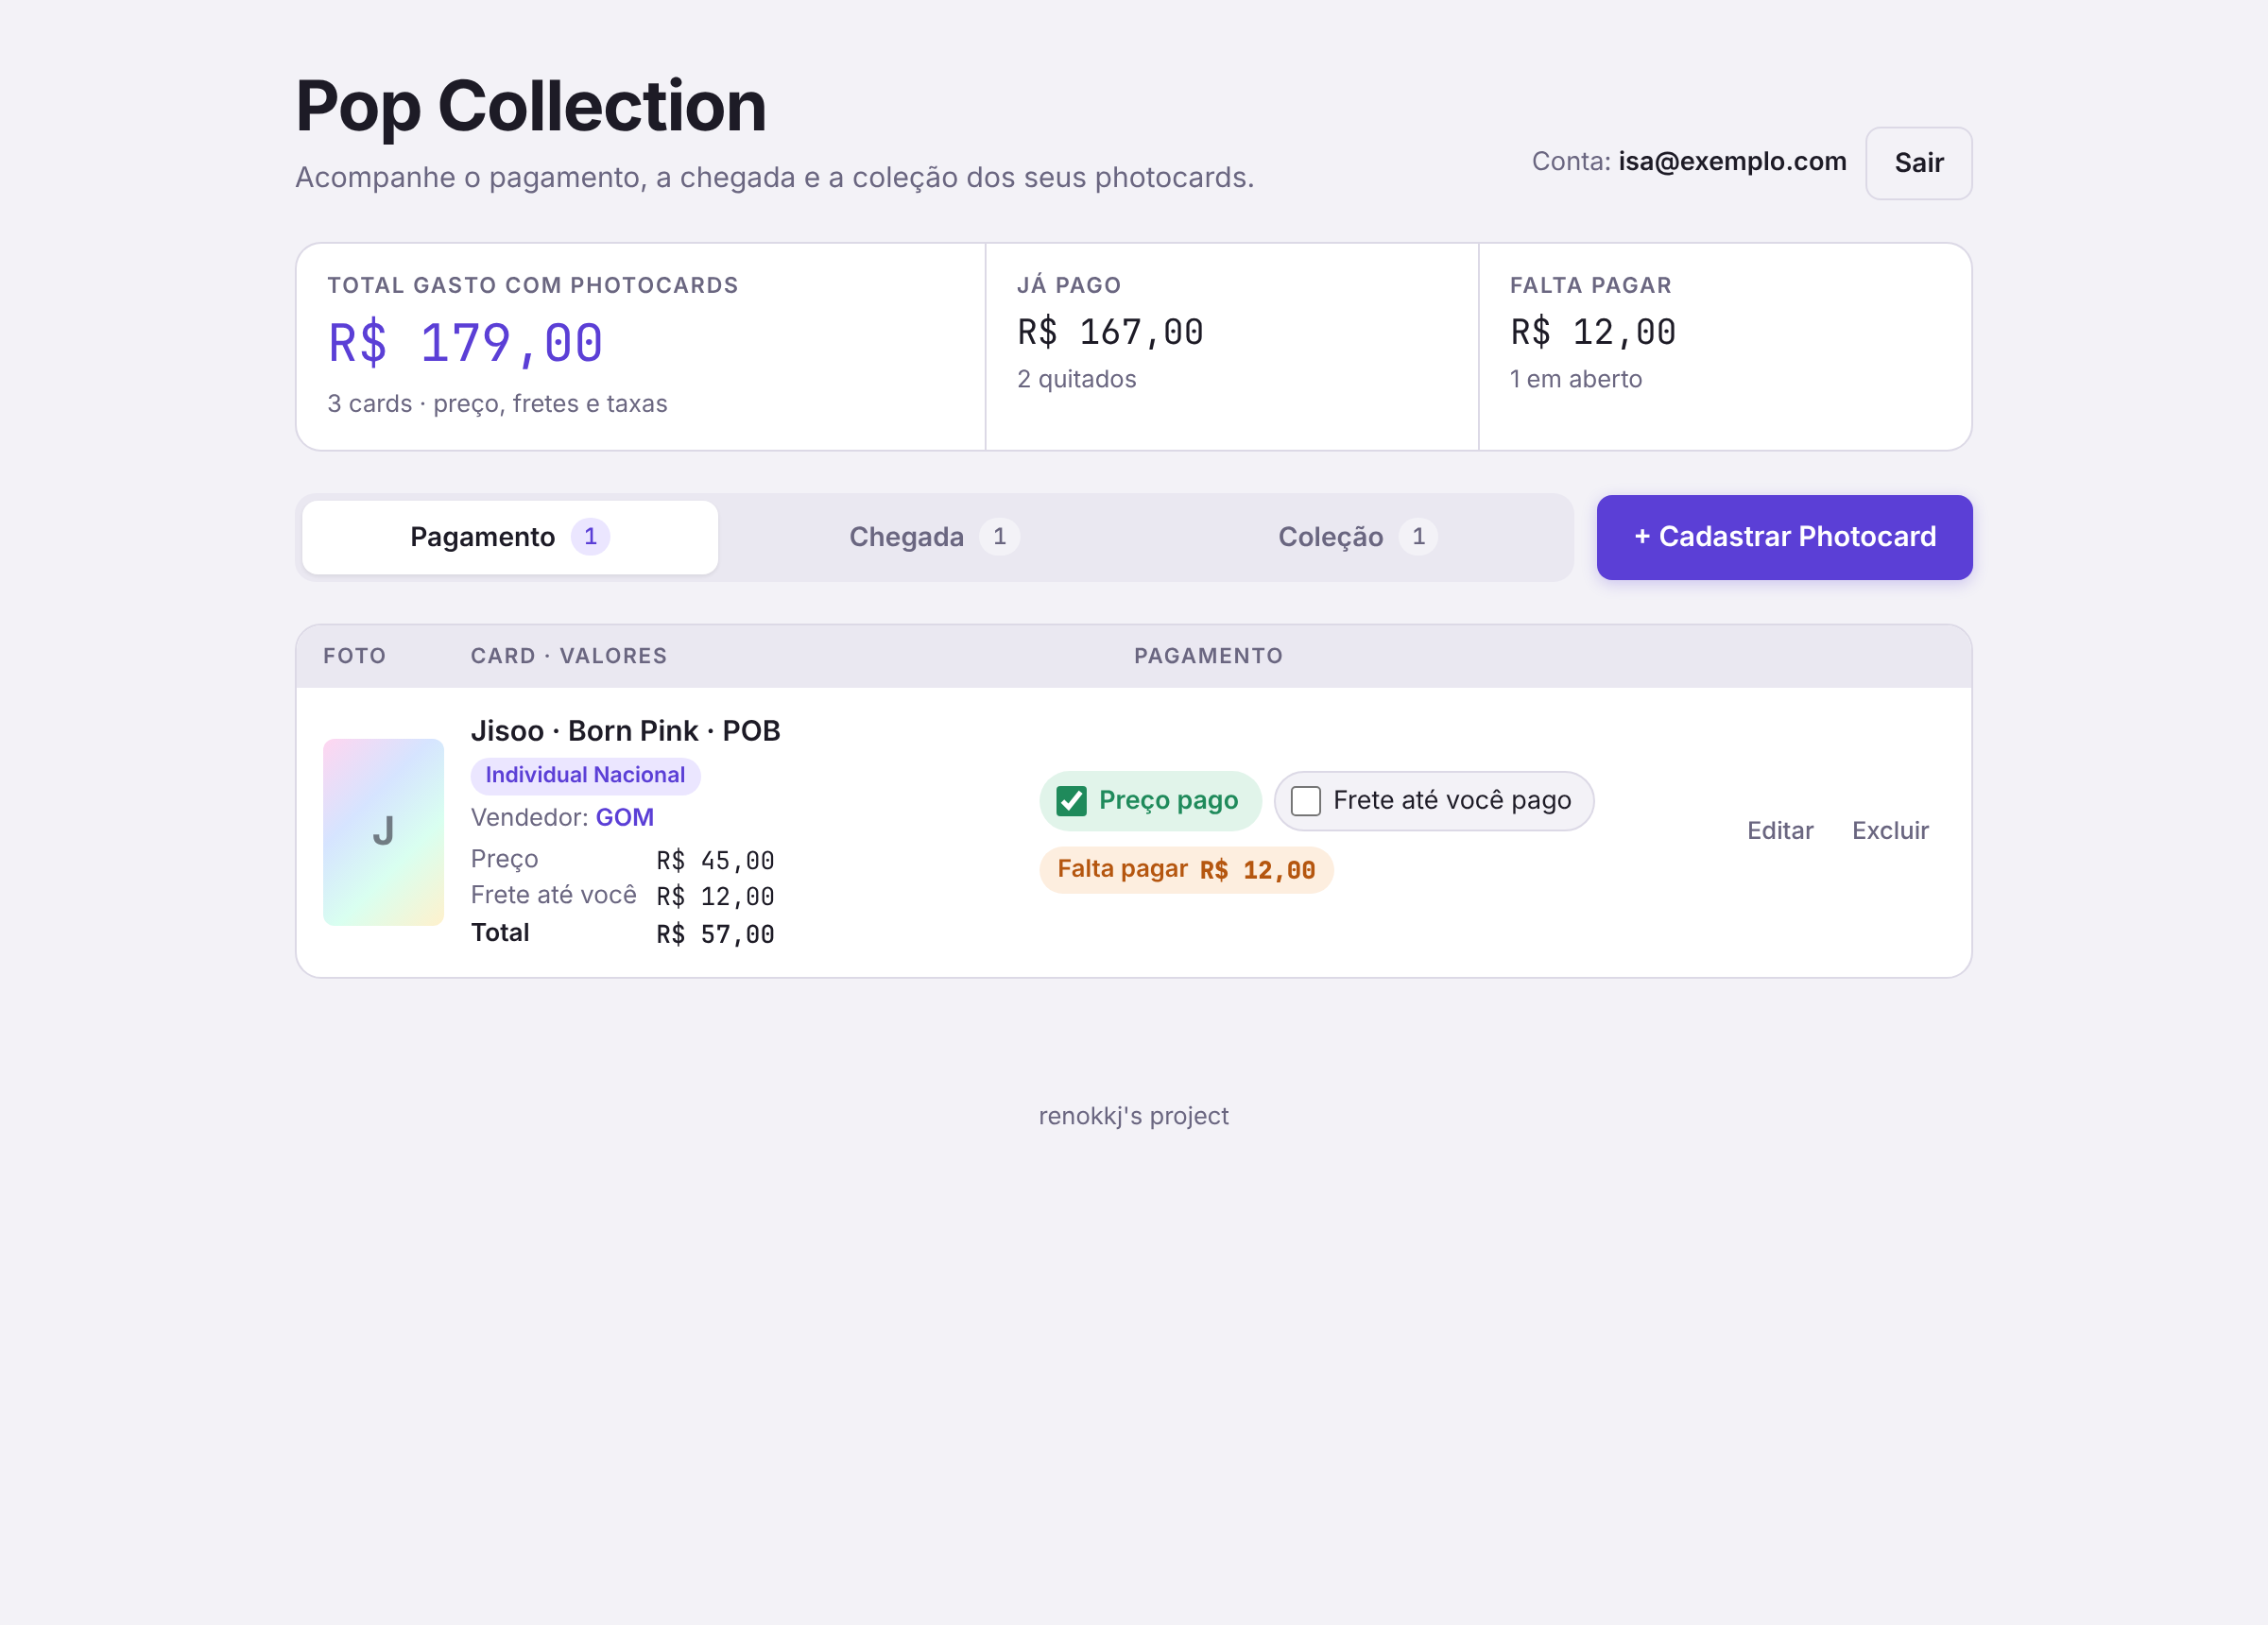 Pop Collection
Acompanhe o pagamento, a chegada e a coleção dos seus photocards.
Conta: isa@exemplo.com
Sair
TOTAL GASTO COM PHOTOCARDS
R$ 179,00
3 cards · preço, fretes e taxas
JÁ PAGO
R$ 167,00
2 quitados
FALTA PAGAR
R$ 12,00
1 em aberto
Pagamento 1
Chegada 1
Coleção 1
+ Cadastrar Photocard
FOTO
CARD · VALORES
PAGAMENTO
J
Jisoo · Born Pink · POB
Individual Nacional
Vendedor: GOM
Preço R$ 45,00
Frete até você R$ 12,00
Total R$ 57,00
Preço pago
Frete até você pago
Falta pagar R$ 12,00
Editar
Excluir
renokkj's project